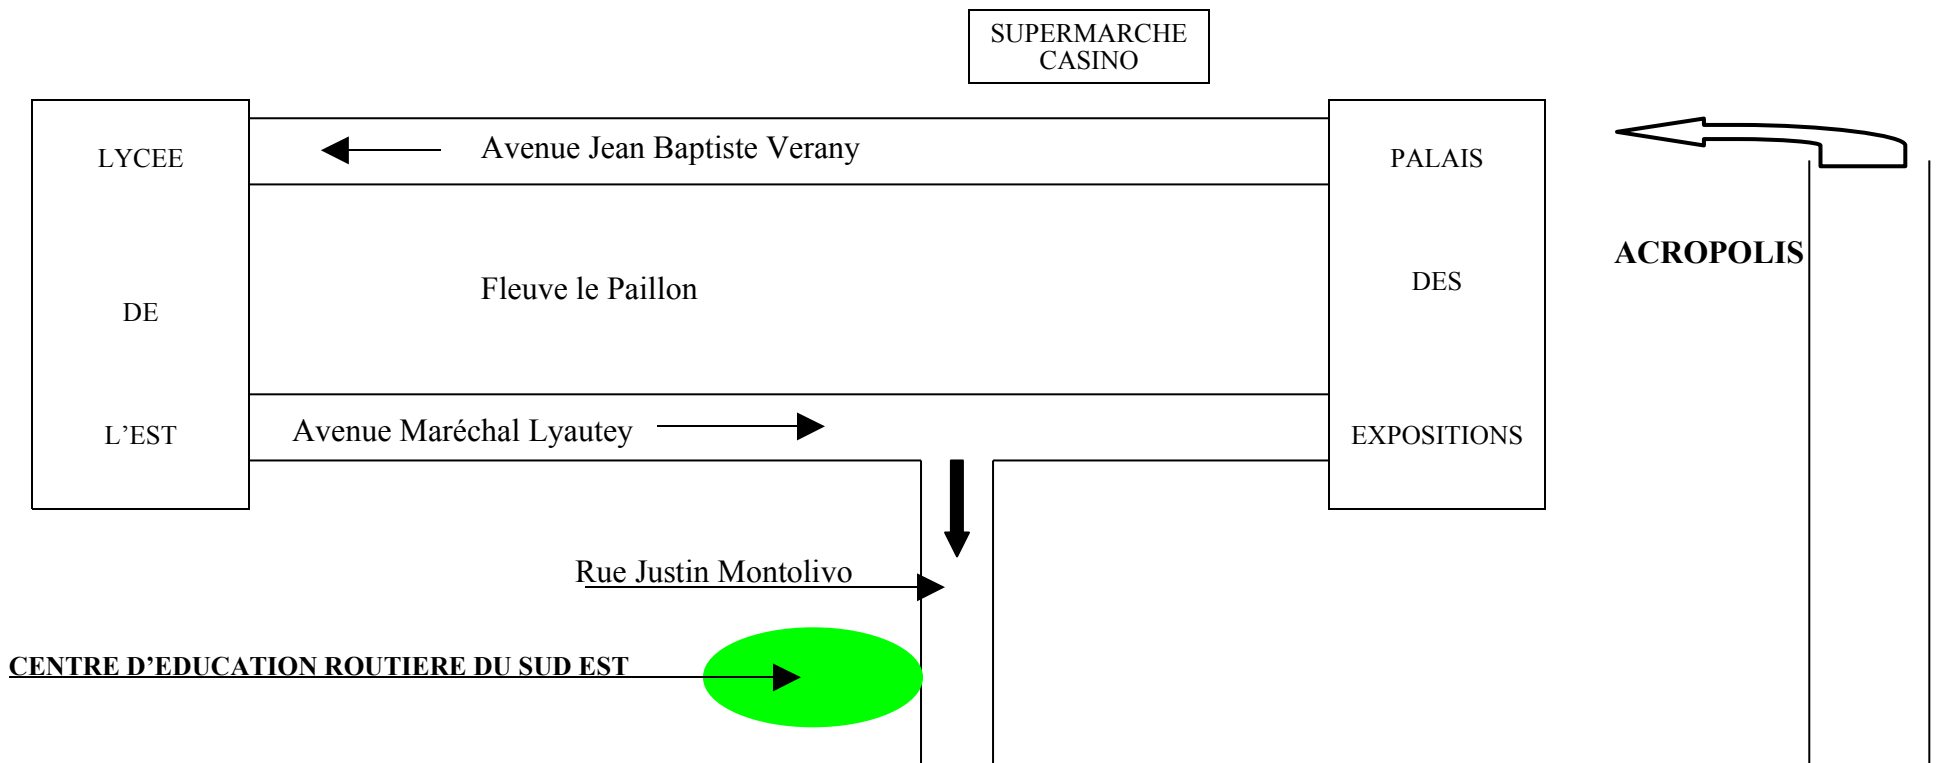 SUPERMARCHE
CASINO
LYCEE
DE
L’EST
Avenue Jean Baptiste Verany
Fleuve le Paillon
Avenue Maréchal Lyautey
PALAIS
DES
EXPOSITIONS
ACROPOLIS
Rue Justin Montolivo
CENTRE D’EDUCATION ROUTIERE DU SUD EST